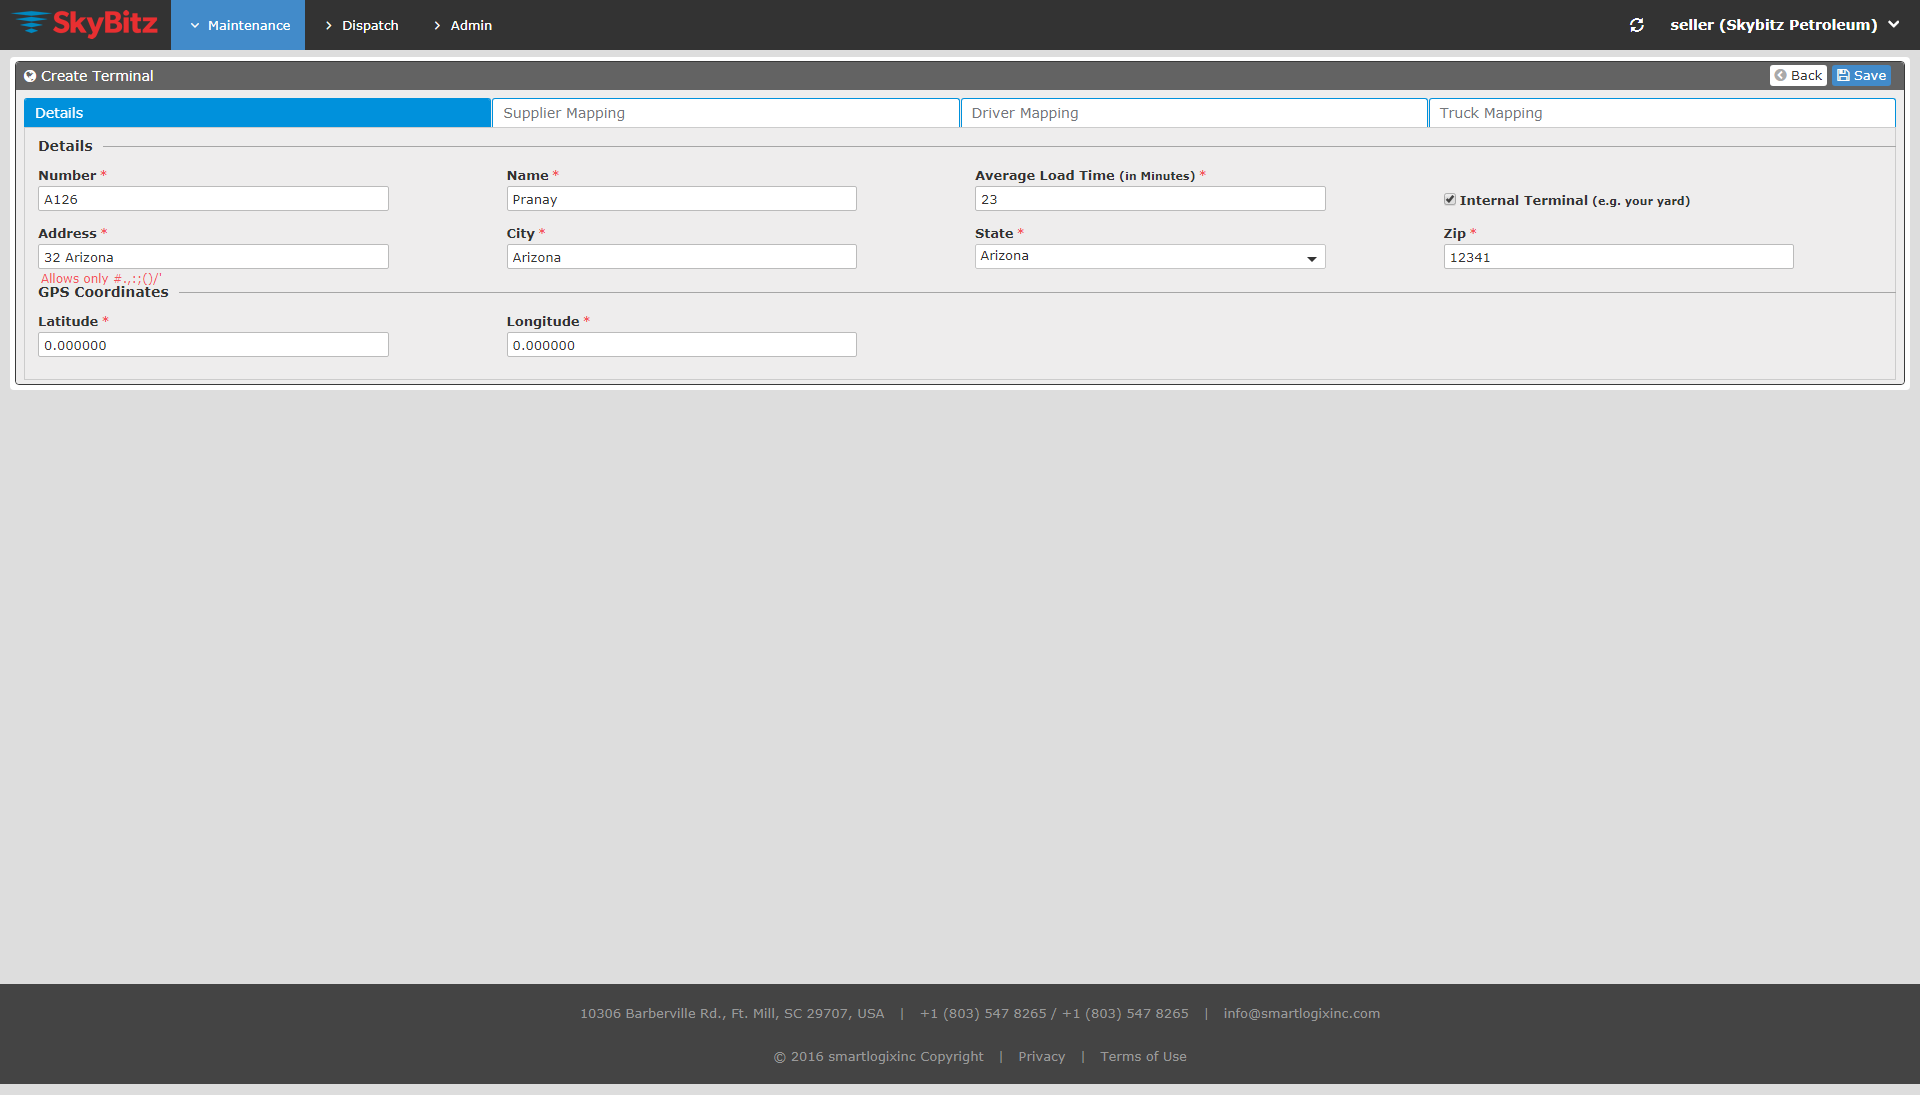 SkyBitz Maintenance Dispatch Admin seller (Skybitz Petroleum)
Create Terminal Back Save
Details Supplier Mapping Driver Mapping Truck Mapping
Details
Number * Name * Average Load Time (in Minutes) *
A126 Pranay 23 Internal Terminal (e.g. your yard)
Address * City * State * Zip *
32 Arizona Arizona Arizona 12341
Allows only #.,:;()/'
GPS Coordinates
Latitude * Longitude *
0.000000 0.000000
10306 Barberville Rd., Ft. Mill, SC 29707, USA | +1 (803) 547 8265 / +1 (803) 547 8265 | info@smartlogixinc.com
© 2016 smartlogixinc Copyright | Privacy | Terms of Use